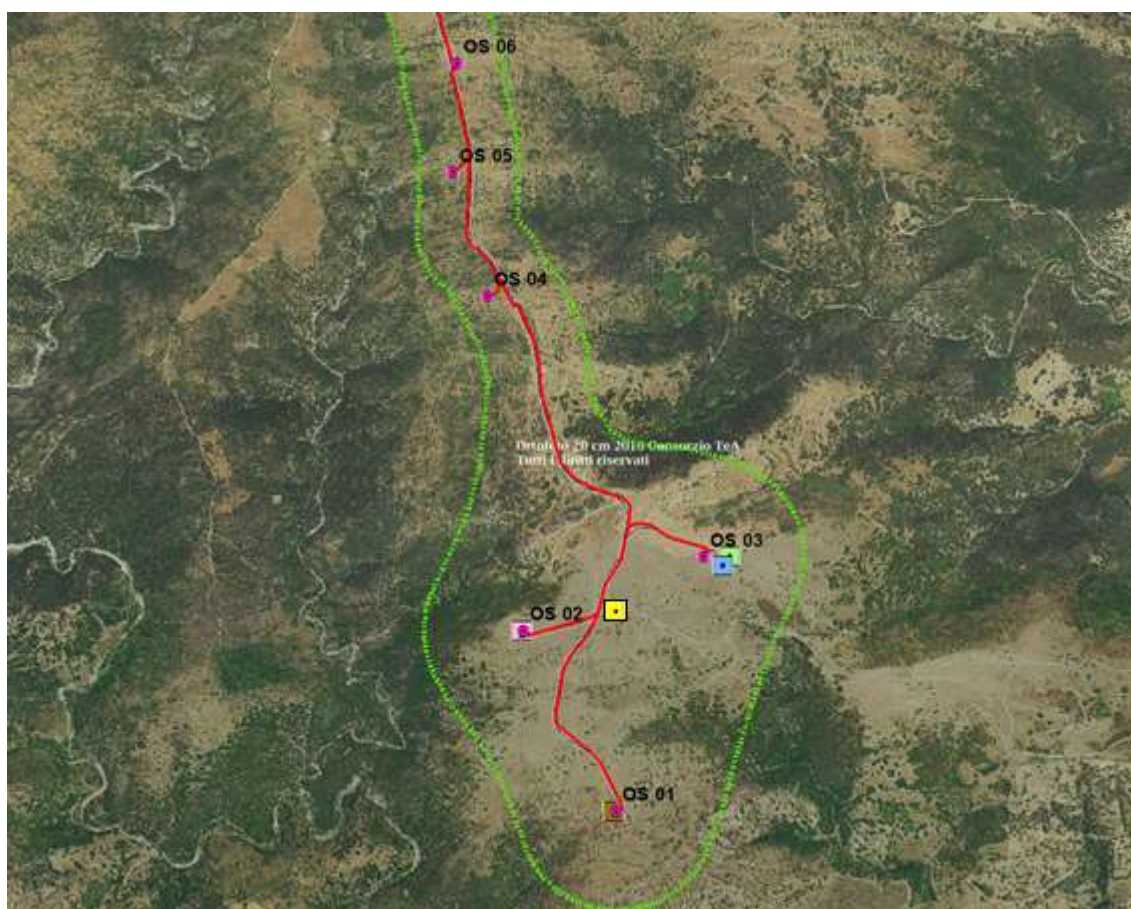 OS 06
OS 05
OS 04
Ortofoto 20 cm 2016 Consorzio TeA
Tutti i diritti riservati
OS 03
OS 02
OS 01